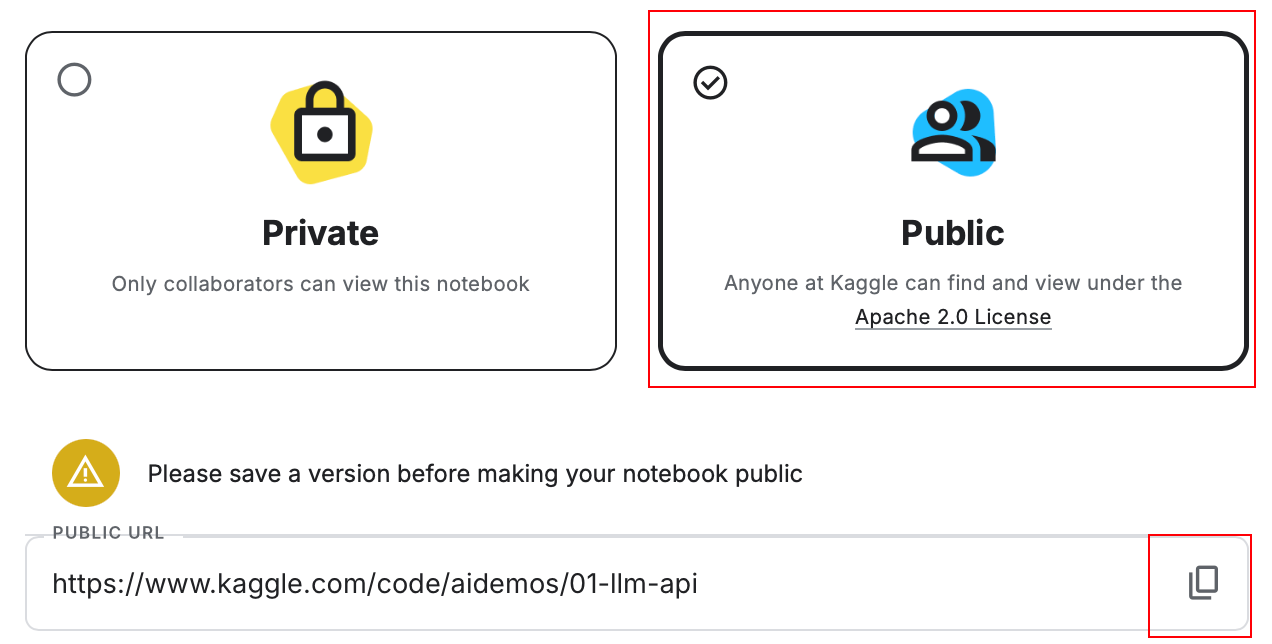 Private
Only collaborators can view this notebook
Public
Anyone at Kaggle can find and view under the
Apache 2.0 License
Please save a version before making your notebook public
PUBLIC URL
https://www.kaggle.com/code/aidemos/01-llm-api